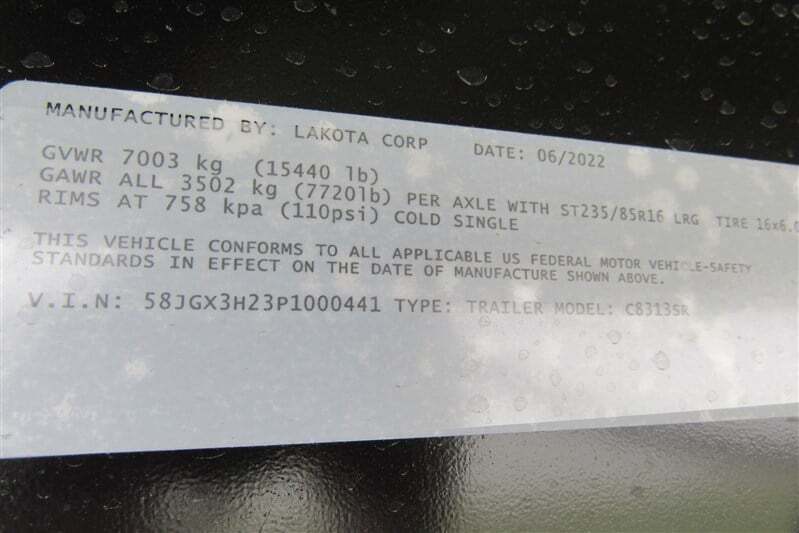 MANUFACTURED BY: LAKOTA CORP DATE: 06/2022
GVWR 7003 kg (15440 lb)
GAWR ALL 3502 kg (7720lb) PER AXLE WITH ST235/85R16 LRG TIRE 16x6.0
RIMS AT 758 kpa (110psi) COLD SINGLE
THIS VEHICLE CONFORMS TO ALL APPLICABLE US FEDERAL MOTOR VEHICLE-SAFETY
STANDARDS IN EFFECT ON THE DATE OF MANUFACTURE SHOWN ABOVE.
V.I.N: 58JGX3H23P1000441 TYPE: TRAILER MODEL: C8313SR